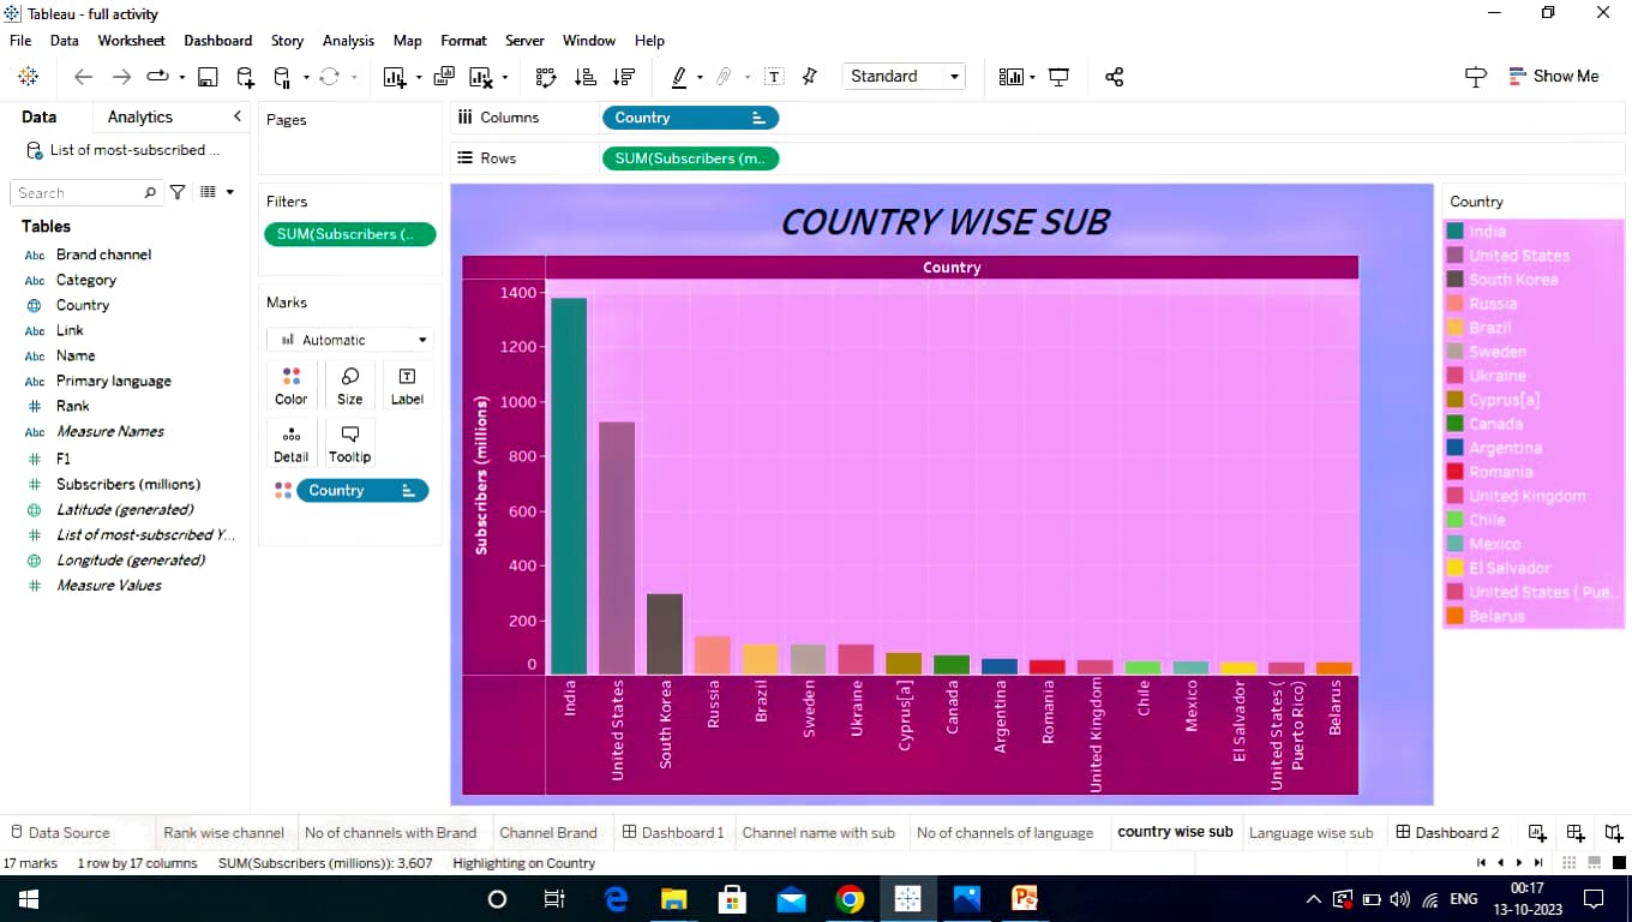 Tableau - full activity
File Data Worksheet Dashboard Story Analysis Map Format Server Window Help
Standard
Show Me
Data Analytics
List of most-subscribed ...
Search
Tables
Abc Brand channel
Abc Category
Country
Abc Link
Abc Name
Abc Primary language
# Rank
Abc Measure Names
# F1
# Subscribers (millions)
Latitude (generated)
# List of most-subscribed Y...
Longitude (generated)
# Measure Values
Pages
Filters
SUM(Subscribers (..
Marks
Automatic
Color Size Label
Detail Tooltip
Country
Columns Country
Rows SUM(Subscribers (m..
COUNTRY WISE SUB
Country
Subscribers (millions)
1400
1200
1000
800
600
400
200
0
India
United States
South Korea
Russia
Brazil
Sweden
Ukraine
Cyprus[a]
Canada
Argentina
Romania
United Kingdom
Chile
Mexico
El Salvador
United States (
Puerto Rico)
Belarus
Country
India
United States
South Korea
Russia
Brazil
Sweden
Ukraine
Cyprus[a]
Canada
Argentina
Romania
United Kingdom
Chile
Mexico
El Salvador
United States ( Pue..
Belarus
Data Source Rank wise channel No of channels with Brand Channel Brand Dashboard 1 Channel name with sub No of channels of language country wise sub Language wise sub Dashboard 2
17 marks 1 row by 17 columns SUM(Subscribers (millions)): 3,607 Highlighting on Country
ENG
00:17
13-10-2023